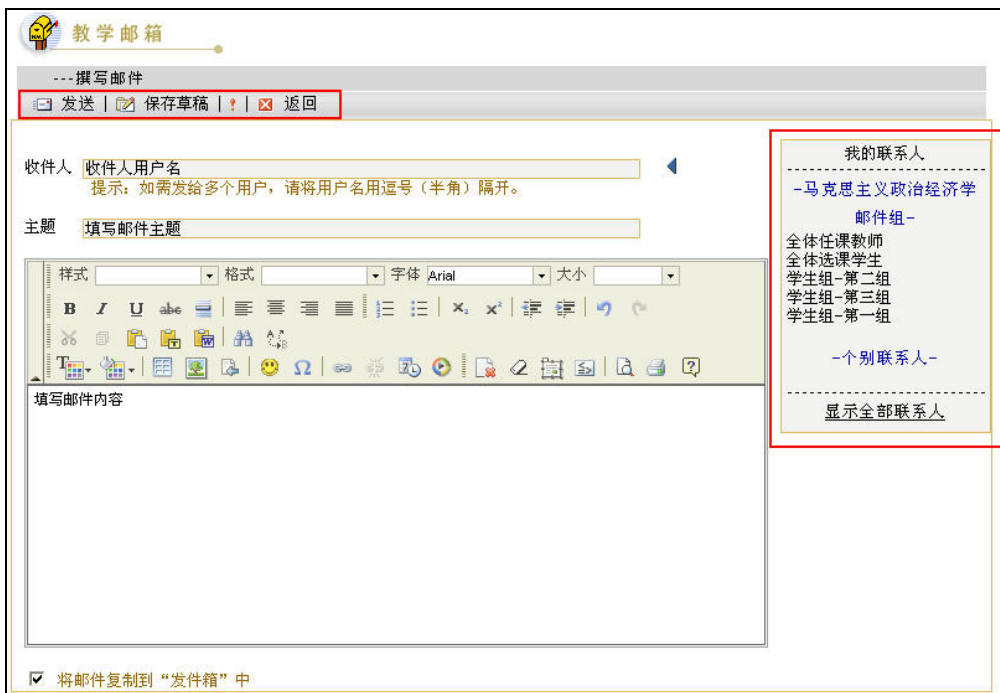 教学邮箱
---撰写邮件
发送 | 保存草稿 | ! | 返回
收件人 收件人用户名
提示：如需发给多个用户，请将用户名用逗号（半角）隔开。
主题 填写邮件主题
样式 格式 字体 Arial 大小
B I U abc X₂ X²
填写邮件内容
将邮件复制到“发件箱”中
我的联系人
-马克思主义政治经济学
邮件组-
全体任课教师
全体选课学生
学生组-第二组
学生组-第三组
学生组-第一组
-个别联系人-
显示全部联系人